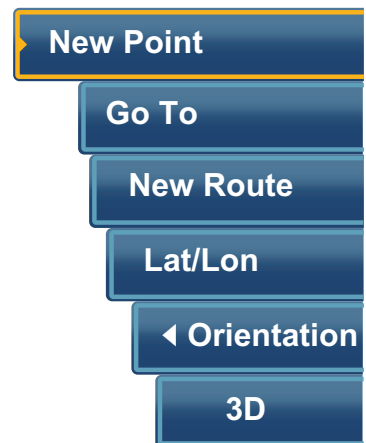 New Point
Go To
New Route
Lat/Lon
Orientation
3D